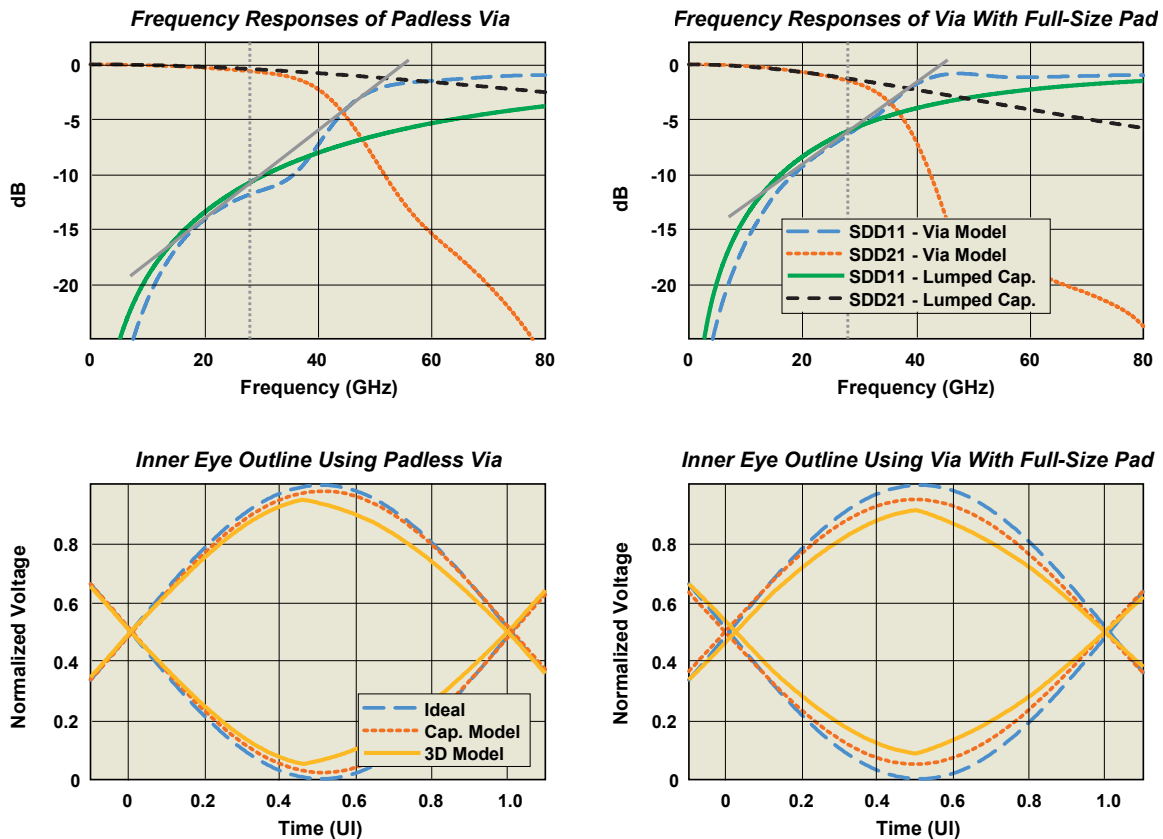 Frequency Responses of Padless Via
0
-5
-10
-15
-20
dB
0 20 40 60 80
Frequency (GHz)
Frequency Responses of Via With Full-Size Pad
0
-5
-10
-15
-20
dB
SDD11 - Via Model
SDD21 - Via Model
SDD11 - Lumped Cap.
SDD21 - Lumped Cap.
0 20 40 60 80
Frequency (GHz)
Inner Eye Outline Using Padless Via
0.8
0.6
0.4
0.2
0
Normalized Voltage
Ideal
Cap. Model
3D Model
0 0.2 0.4 0.6 0.8 1.0
Time (UI)
Inner Eye Outline Using Via With Full-Size Pad
0.8
0.6
0.4
0.2
0
Normalized Voltage
0 0.2 0.4 0.6 0.8 1.0
Time (UI)